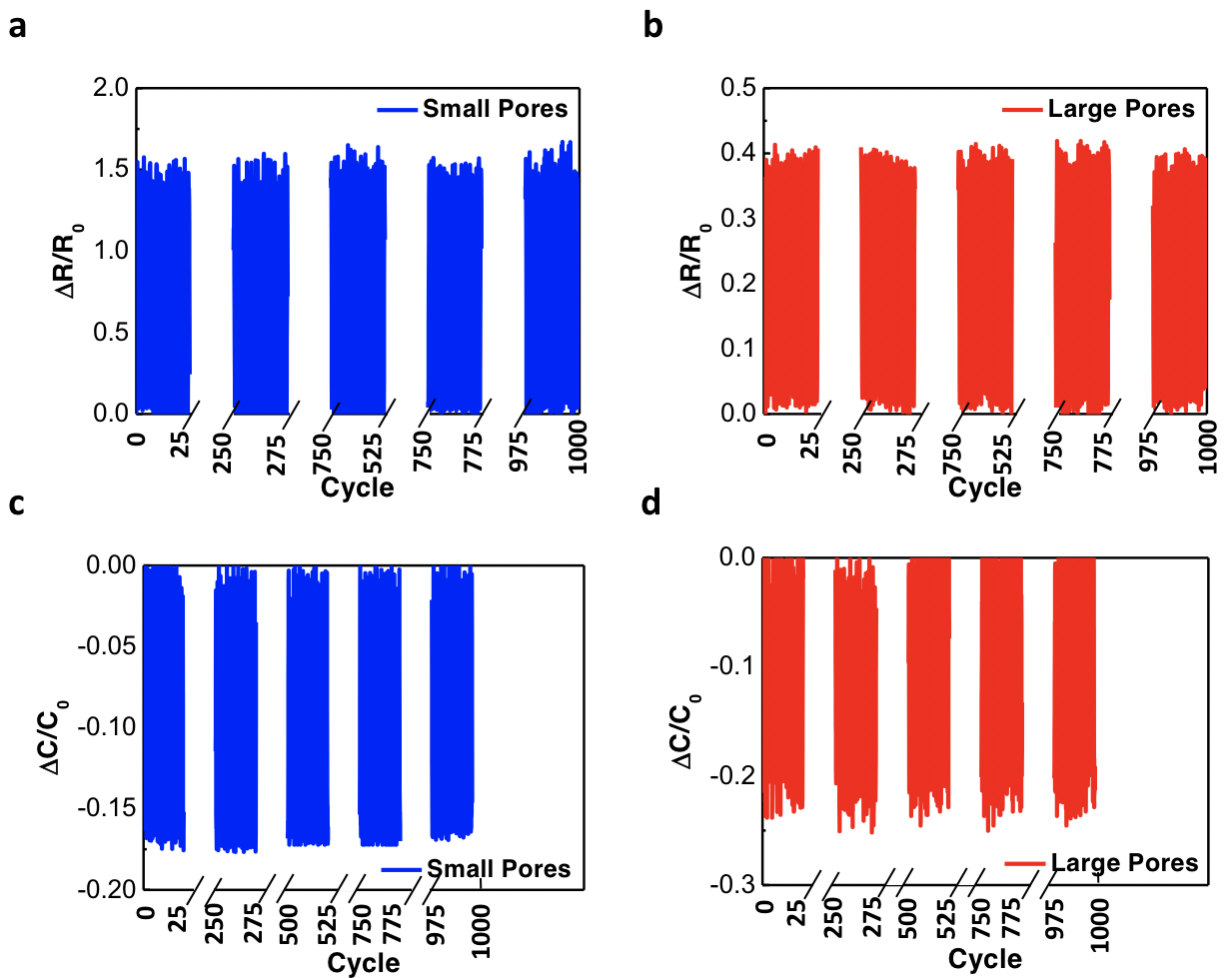 a
2.0
1.5
1.0
0.5
0.0
ΔR/R0
Small Pores
0 25 250 275 750 525 750 775 975 1000
Cycle
b
0.5
0.4
0.3
0.2
0.1
0.0
ΔR/R0
Large Pores
0 25 250 275 750 525 750 775 975 1000
Cycle
c
0.00
-0.05
-0.10
-0.15
-0.20
ΔC/C0
Small Pores
0 25 250 275 500 525 750 775 975 1000
Cycle
d
0.0
-0.1
-0.2
-0.3
ΔC/C0
Large Pores
0 25 250 275 500 525 750 775 975 1000
Cycle